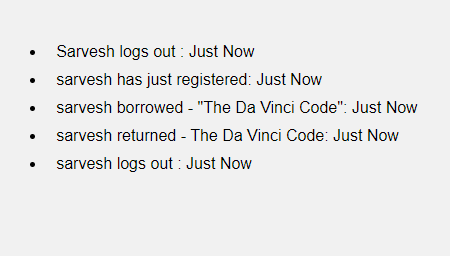 Sarvesh logs out : Just Now
sarvesh has just registered: Just Now
sarvesh borrowed - "The Da Vinci Code": Just Now
sarvesh returned - The Da Vinci Code: Just Now
sarvesh logs out : Just Now